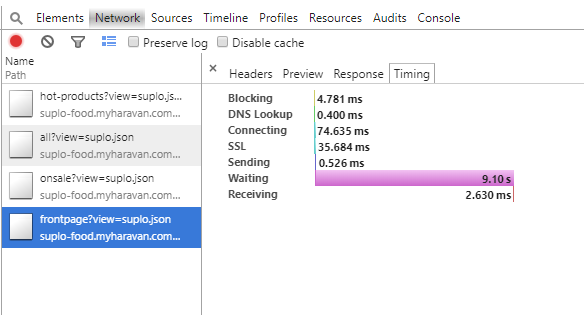 Elements Network Sources Timeline Profiles Resources Audits Console
Preserve log Disable cache
Name
Path
× Headers Preview Response Timing
hot-products?view=suplo.js...
suplo-food.myharavan.com...
all?view=suplo.json
suplo-food.myharavan.com...
onsale?view=suplo.json
suplo-food.myharavan.com...
frontpage?view=suplo.json
suplo-food.myharavan.com...
Blocking 4.781 ms
DNS Lookup 0.400 ms
Connecting 74.635 ms
SSL 35.684 ms
Sending 0.526 ms
Waiting 9.10 s
Receiving 2.630 ms